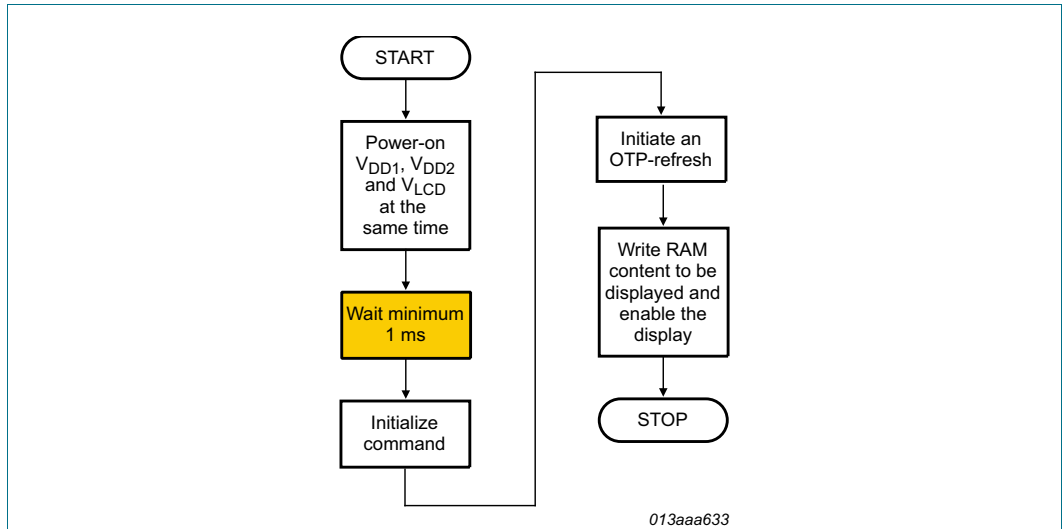 START
Power-on
VDD1, VDD2
and VLCD
at the
same time
Wait minimum
1 ms
Initialize
command
Initiate an
OTP-refresh
Write RAM
content to be
displayed and
enable the
display
STOP
013aaa633